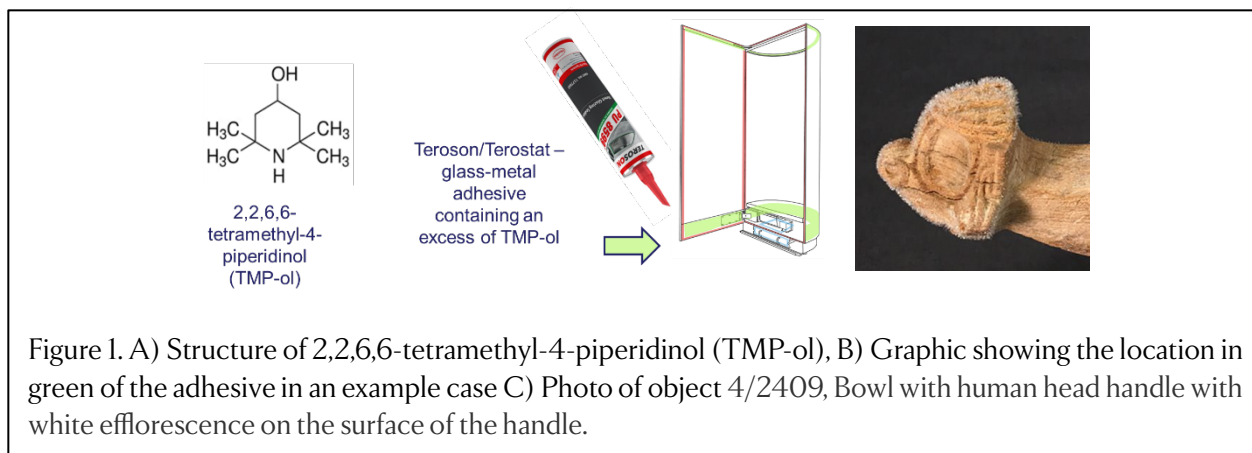 OH
H₃C
CH₃
H₃C
N
CH₃
H
2,2,6,6-
tetramethyl-4-
piperidinol
(TMP-ol)
Teroson/Terostat –
glass-metal
adhesive
containing an
excess of TMP-ol
TEROSON
Figure 1. A) Structure of 2,2,6,6-tetramethyl-4-piperidinol (TMP-ol), B) Graphic showing the location in
green of the adhesive in an example case C) Photo of object 4/2409, Bowl with human head handle with
white efflorescence on the surface of the handle.